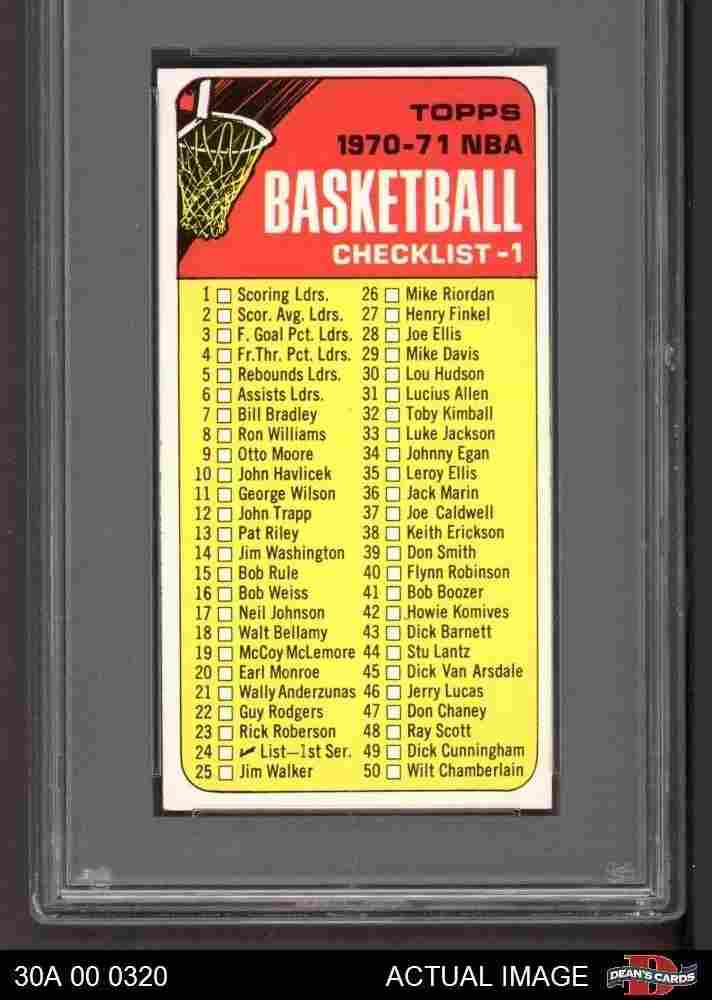 TOPPS
1970-71 NBA
BASKETBALL
CHECKLIST-1
1 Scoring Ldrs.
2 Scor. Avg. Ldrs.
3 F. Goal Pct. Ldrs.
4 Fr.Thr. Pct. Ldrs.
5 Rebounds Ldrs.
6 Assists Ldrs.
7 Bill Bradley
8 Ron Williams
9 Otto Moore
10 John Havlicek
11 George Wilson
12 John Trapp
13 Pat Riley
14 Jim Washington
15 Bob Rule
16 Bob Weiss
17 Neil Johnson
18 Walt Bellamy
19 McCoy McLemore
20 Earl Monroe
21 Wally Anderzunas
22 Guy Rodgers
23 Rick Roberson
24 List—1st Ser.
25 Jim Walker
26 Mike Riordan
27 Henry Finkel
28 Joe Ellis
29 Mike Davis
30 Lou Hudson
31 Lucius Allen
32 Toby Kimball
33 Luke Jackson
34 Johnny Egan
35 Leroy Ellis
36 Jack Marin
37 Joe Caldwell
38 Keith Erickson
39 Don Smith
40 Flynn Robinson
41 Bob Boozer
42 Howie Komives
43 Dick Barnett
44 Stu Lantz
45 Dick Van Arsdale
46 Jerry Lucas
47 Don Chaney
48 Ray Scott
49 Dick Cunningham
50 Wilt Chamberlain
30A 00 0320
ACTUAL IMAGE
DEAN'S CARDS